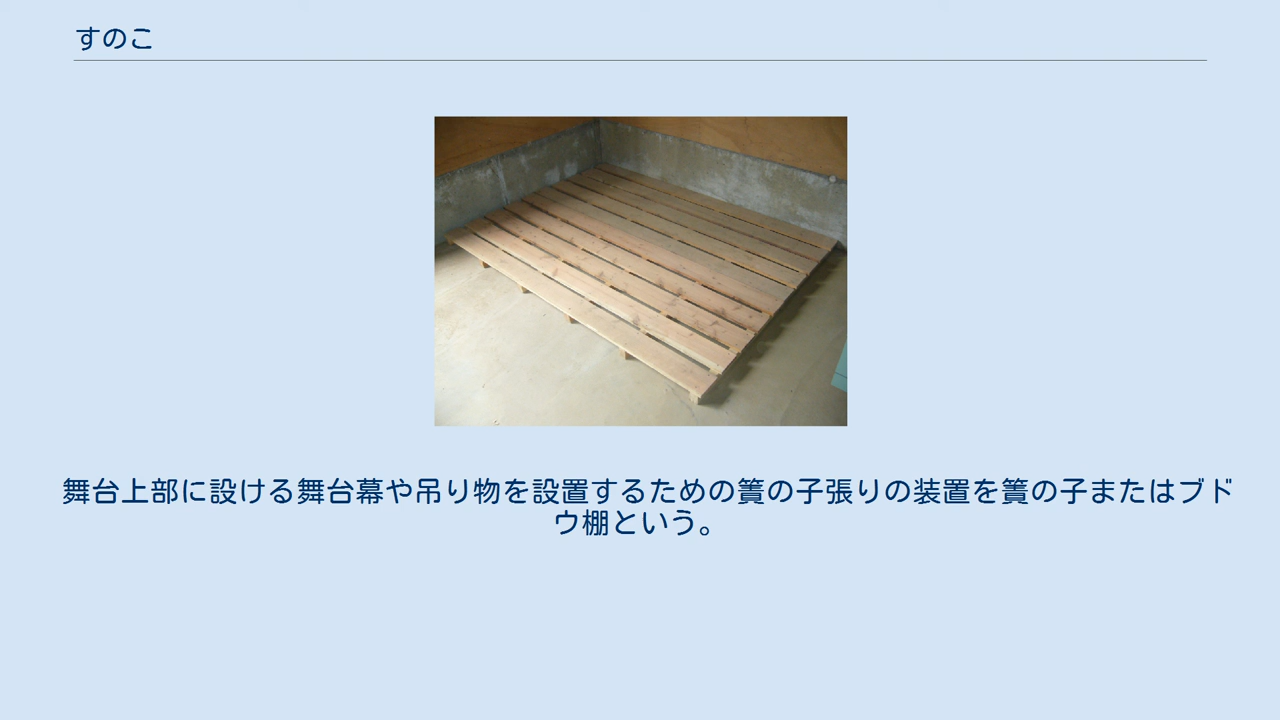 すのこ
舞台上部に設ける舞台幕や吊り物を設置するための簀の子張りの装置を簀の子またはブド
ウ棚という。